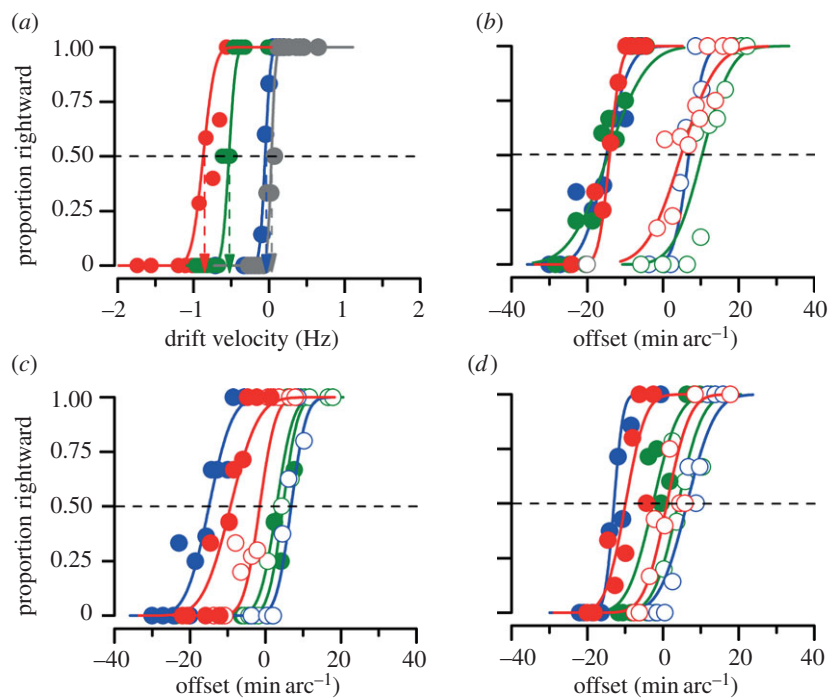 (a)
1.00
0.75
0.50
0.25
0
proportion rightward
−2 −1 0 1 2
drift velocity (Hz)
(b)
−40 −20 0 20 40
offset (min arc−1)
(c)
1.00
0.75
0.50
0.25
0
proportion rightward
−40 −20 0 20 40
offset (min arc−1)
(d)
−40 −20 0 20 40
offset (min arc−1)